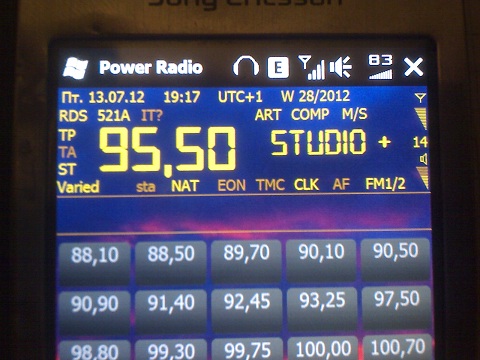 Sony Ericsson
Power Radio E 83
Пт. 13.07.12 19:17 UTC+1 W 28/2012
RDS 521A IT? ART COMP M/S
TP
TA
ST
95,50 STUDIO + 14
Varied sta NAT EON TMC CLK AF FM1/2
88,10 88,50 89,70 90,10 90,50
90,90 91,40 92,45 93,25 97,50
98,80 99,30 99,75 100,00 100,70